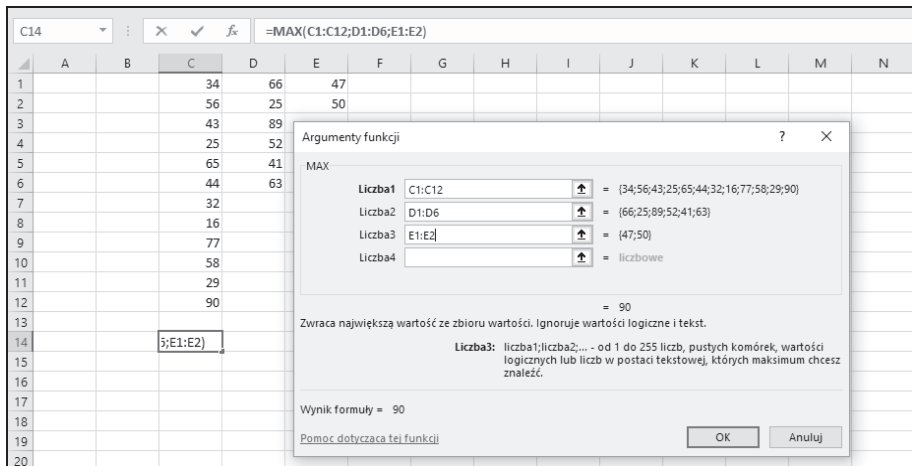 C14 fx =MAX(C1:C12;D1:D6;E1:E2)
A B C D E F G H I J K L M N
1 34 66 47
2 56 25 50
3 43 89
4 25 52
5 65 41
6 44 63
7 32
8 16
9 77
10 58
11 29
12 90
13
14 5;E1:E2)
15
16
17
18
19
20
Argumenty funkcji ? ×
MAX
Liczba1 C1:C12 = {34;56;43;25;65;44;32;16;77;58;29;90}
Liczba2 D1:D6 = {66;25;89;52;41;63}
Liczba3 E1:E2 = {47;50}
Liczba4 = liczbowe
= 90
Zwraca największą wartość ze zbioru wartości. Ignoruje wartości logiczne i tekst.
Liczba3: liczba1;liczba2;... - od 1 do 255 liczb, pustych komórek, wartości
logicznych lub liczb w postaci tekstowej, których maksimum chcesz
znaleźć.
Wynik formuły = 90
Pomoc dotycząca tej funkcji OK Anuluj